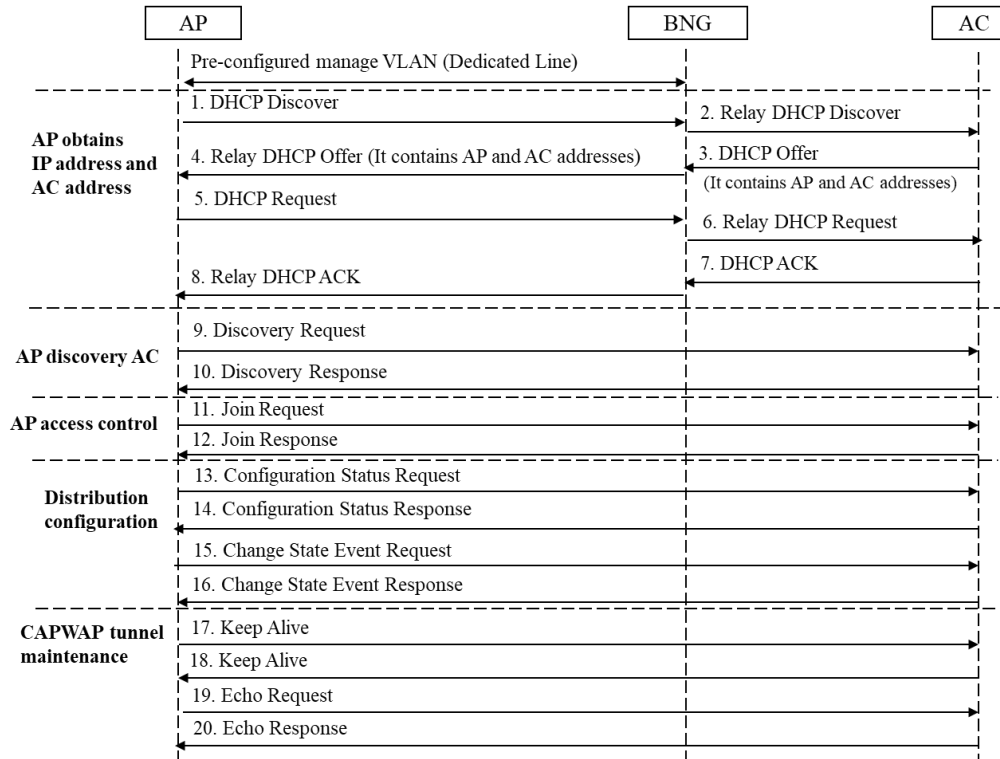 AP
BNG
AC
Pre-configured manage VLAN (Dedicated Line)
1. DHCP Discover
2. Relay DHCP Discover
AP obtains
IP address and
AC address
3. DHCP Offer
4. Relay DHCP Offer (It contains AP and AC addresses)
(It contains AP and AC addresses)
5. DHCP Request
6. Relay DHCP Request
7. DHCP ACK
8. Relay DHCP ACK
9. Discovery Request
AP discovery AC
10. Discovery Response
11. Join Request
AP access control
12. Join Response
13. Configuration Status Request
Distribution
configuration
14. Configuration Status Response
15. Change State Event Request
16. Change State Event Response
CAPWAP tunnel
maintenance
17. Keep Alive
18. Keep Alive
19. Echo Request
20. Echo Response